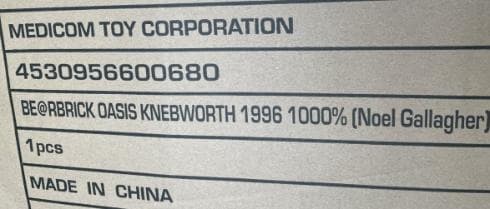 MEDICOM TOY CORPORATION
4530956600680
BE@RBRICK OASIS KNEBWORTH 1996 1000% (Noel Gallagher)
1pcs
MADE IN CHINA